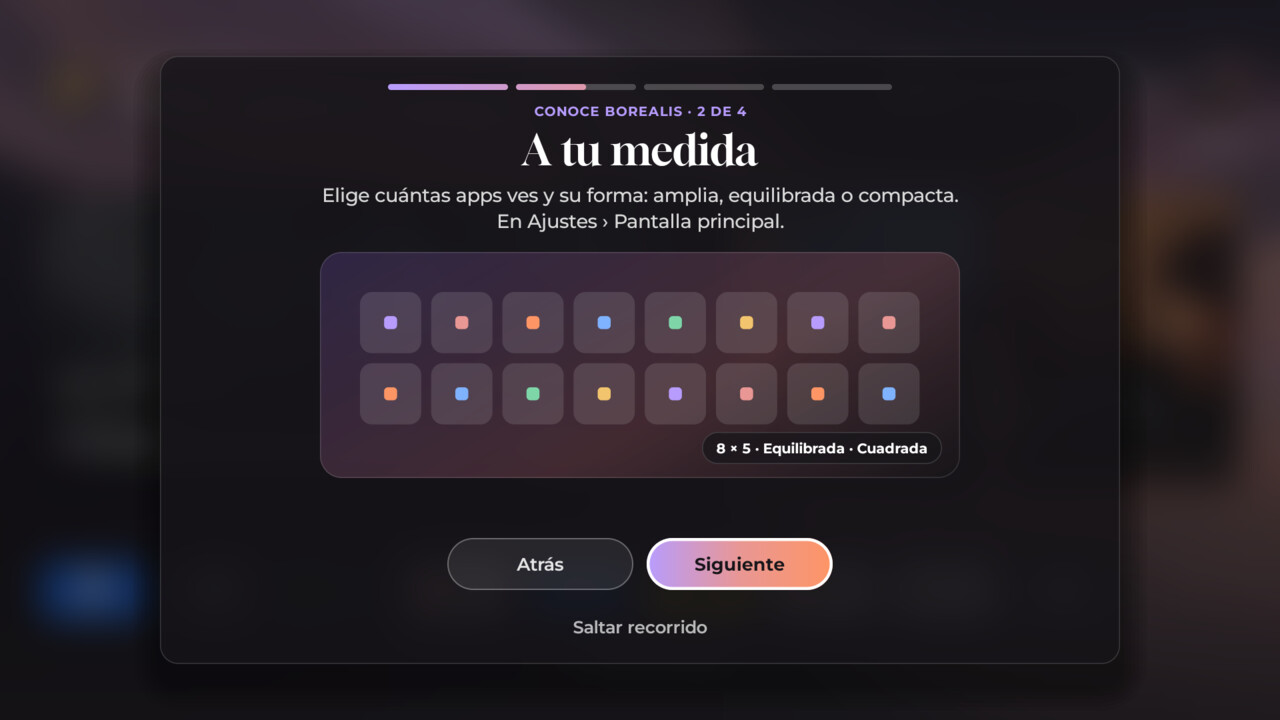 CONOCE BOREALIS · 2 DE 4
A tu medida
Elige cuántas apps ves y su forma: amplia, equilibrada o compacta.
En Ajustes › Pantalla principal.
8 × 5 · Equilibrada · Cuadrada
Atrás
Siguiente
Saltar recorrido